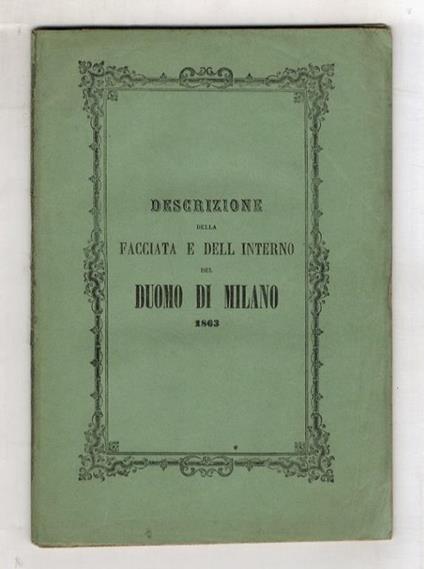 DESCRIZIONE
DELLA
FACCIATA E DELL INTERNO
DEL
DUOMO DI MILANO
1863